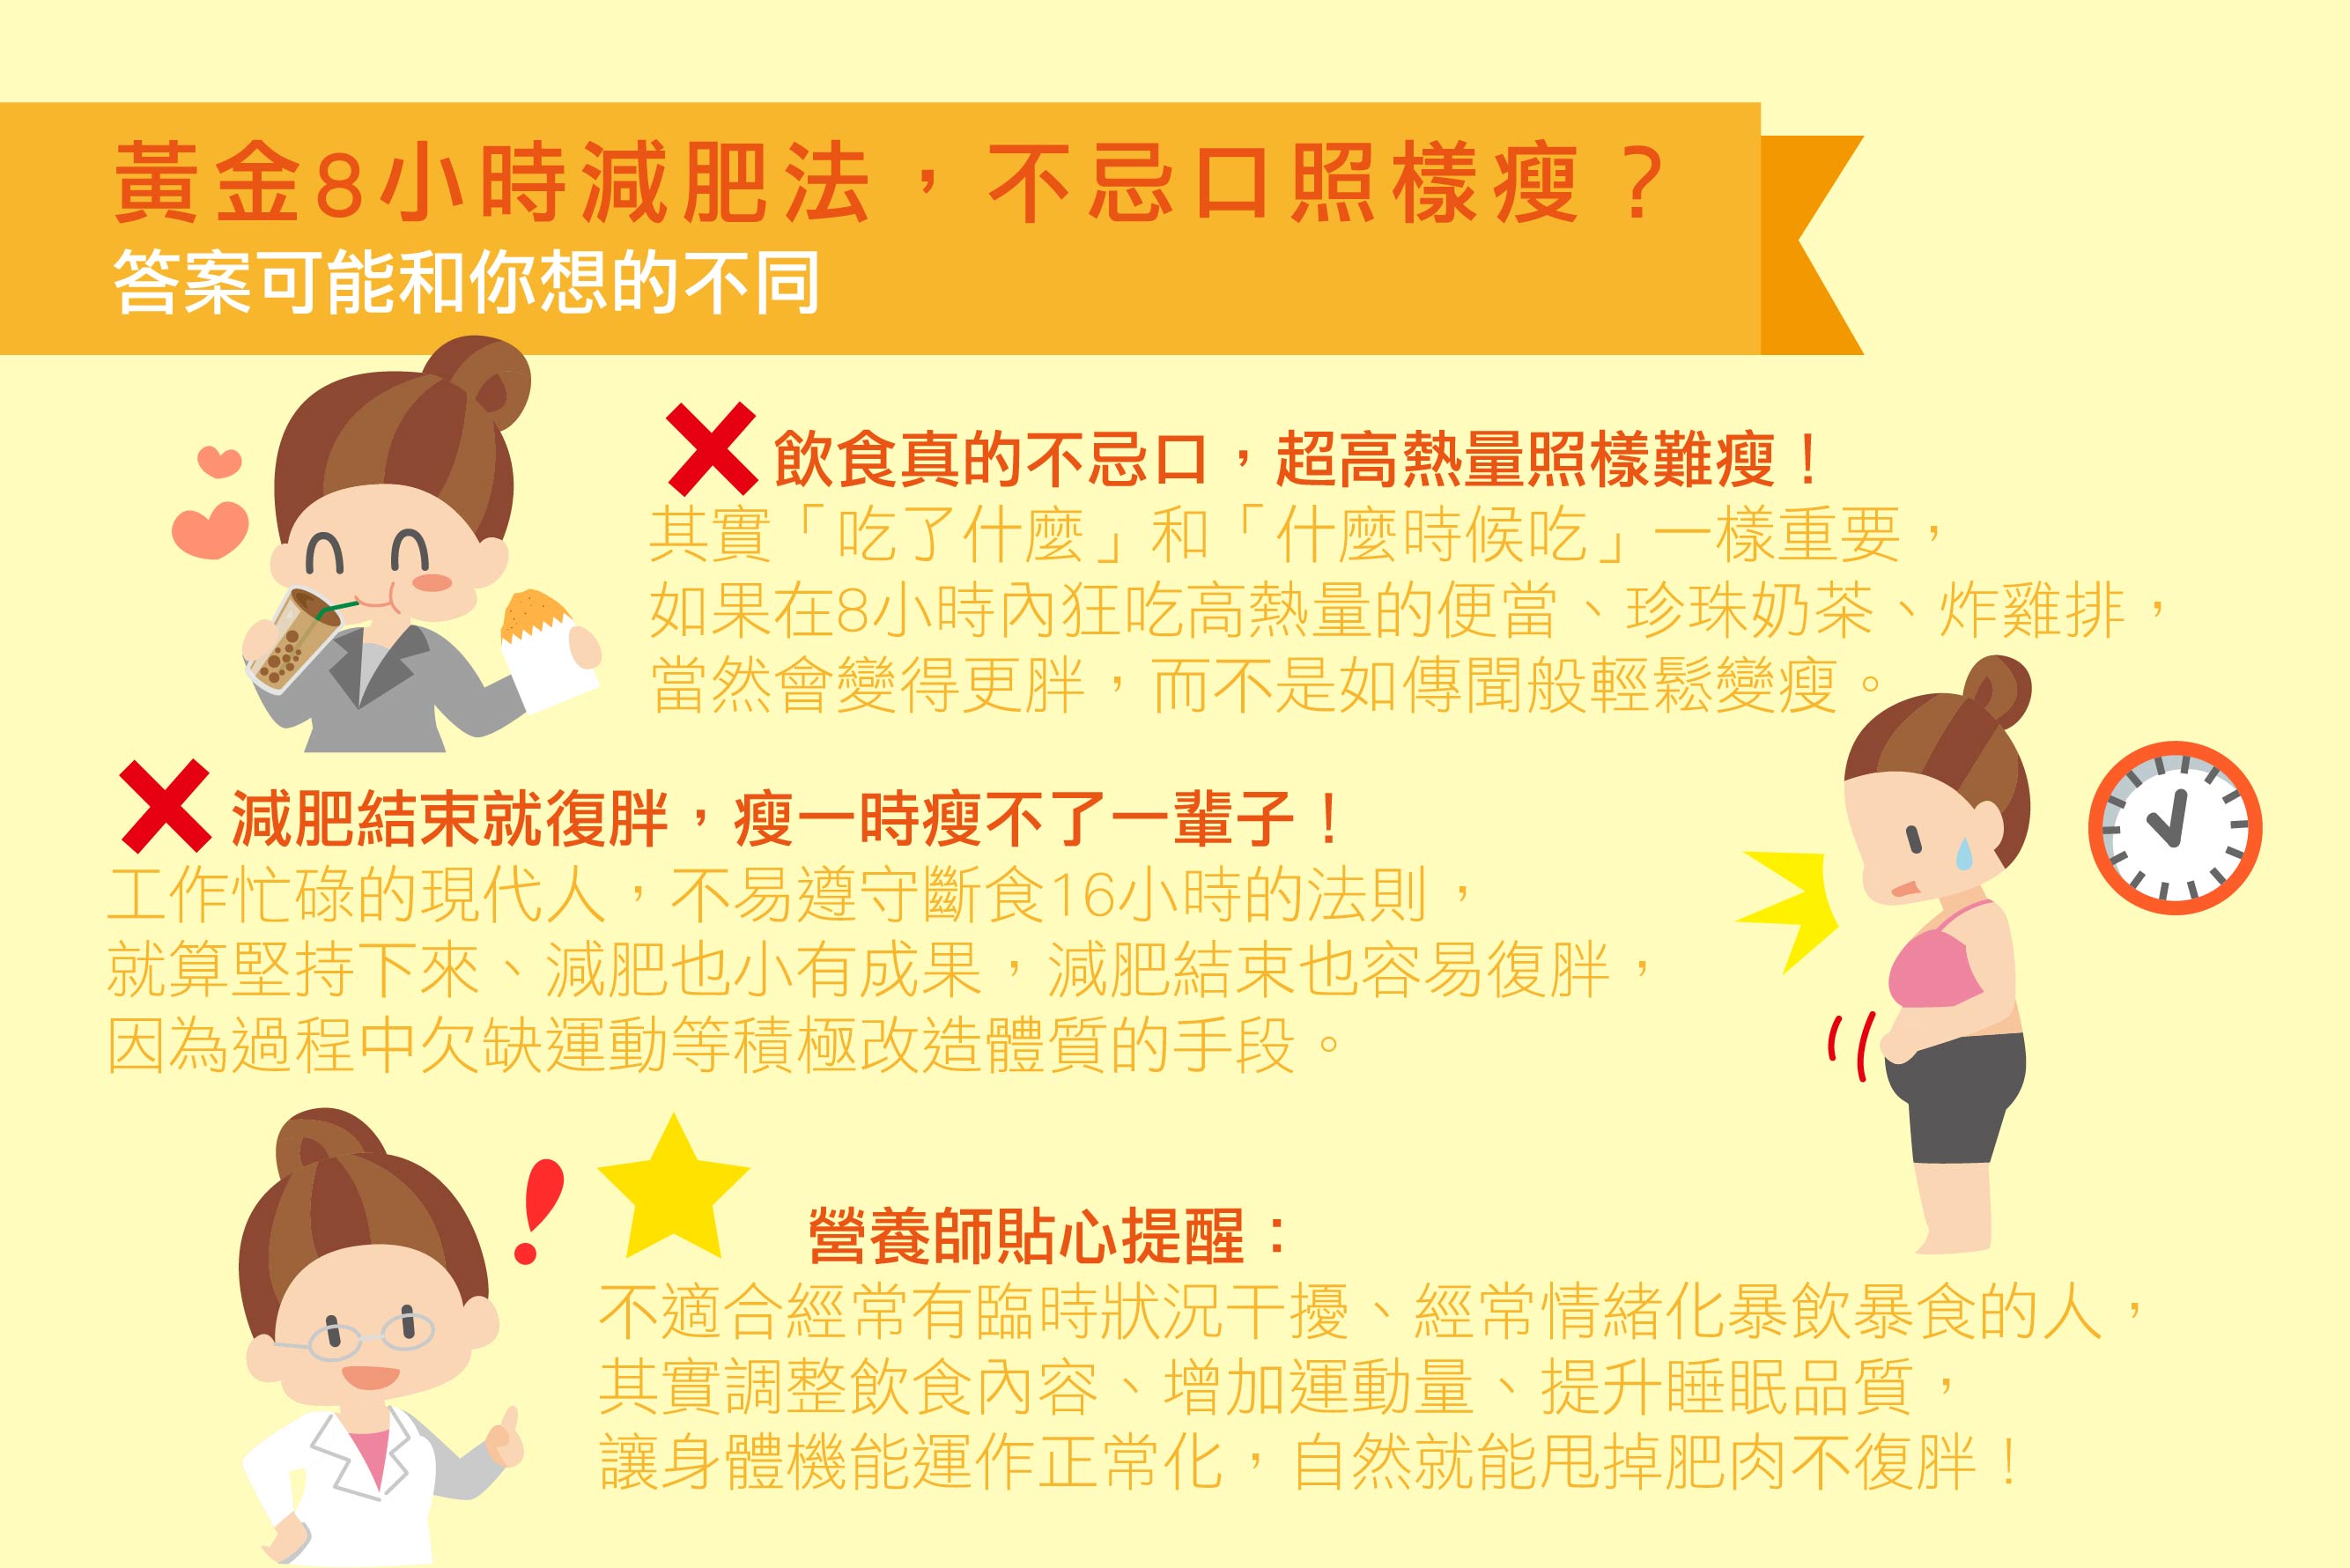 黃金8小時減肥法，不忌口照樣瘦？
答案可能和你想的不同
飲食真的不忌口，超高熱量照樣難瘦！
其實「吃了什麼」和「什麼時候吃」一樣重要，
如果在8小時內狂吃高熱量的便當、珍珠奶茶、炸雞排，
當然會變得更胖，而不是如傳聞般輕鬆變瘦。
減肥結束就復胖，瘦一時瘦不了一輩子！
工作忙碌的現代人，不易遵守斷食16小時的法則，
就算堅持下來、減肥也小有成果，減肥結束也容易復胖，
因為過程中欠缺運動等積極改造體質的手段。
營養師貼心提醒：
不適合經常有臨時狀況干擾、經常情緒化暴飲暴食的人，
其實調整飲食內容、增加運動量、提升睡眠品質，
讓身體機能運作正常化，自然就能甩掉肥肉不復胖！